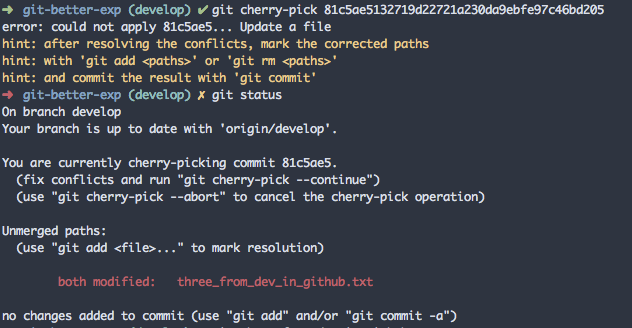 ➜ git-better-exp (develop) ✔ git cherry-pick 81c5ae5132719d22721a230da9ebfe97c46bd205
error: could not apply 81c5ae5... Update a file
hint: after resolving the conflicts, mark the corrected paths
hint: with 'git add <paths>' or 'git rm <paths>'
hint: and commit the result with 'git commit'
➜ git-better-exp (develop) ✗ git status
On branch develop
Your branch is up to date with 'origin/develop'.
You are currently cherry-picking commit 81c5ae5.
(fix conflicts and run "git cherry-pick --continue")
(use "git cherry-pick --abort" to cancel the cherry-pick operation)
Unmerged paths:
(use "git add <file>..." to mark resolution)
both modified: three_from_dev_in_github.txt
no changes added to commit (use "git add" and/or "git commit -a")